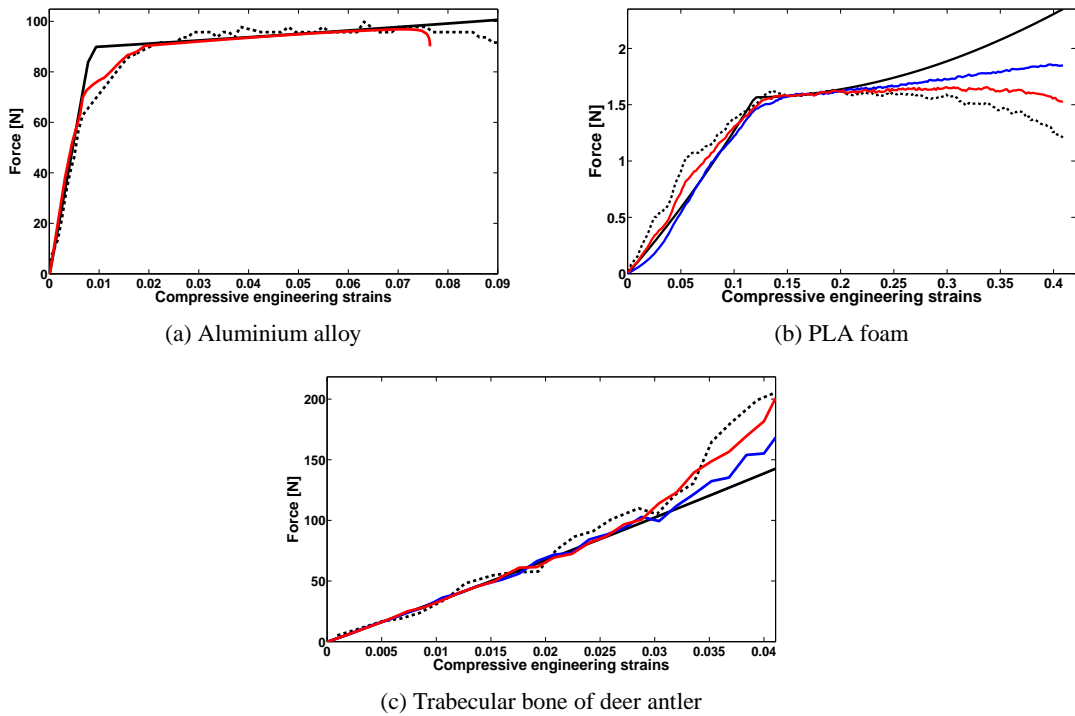 100
80
60
40
20
0
Force [N]
0 0.01 0.02 0.03 0.04 0.05 0.06 0.07 0.08 0.09
Compressive engineering strains
(a) Aluminium alloy
2
1.5
1
0.5
0
Force [N]
0 0.05 0.1 0.15 0.2 0.25 0.3 0.35 0.4
Compressive engineering strains
(b) PLA foam
200
150
100
50
0
Force [N]
0 0.005 0.01 0.015 0.02 0.025 0.03 0.035 0.04
Compressive engineering strains
(c) Trabecular bone of deer antler